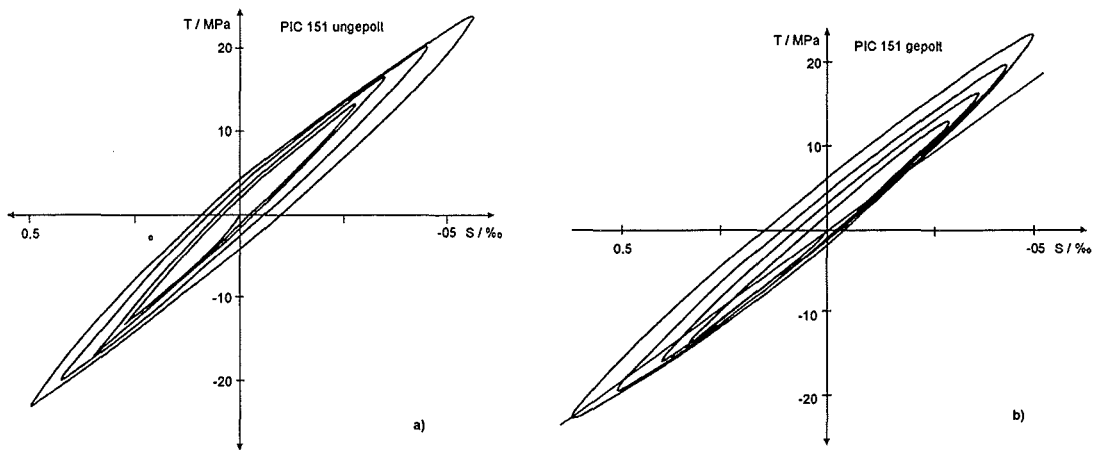 T / MPa
PIC 151 ungepolt
20
10
0.5
-05
S / ‰
-10
-20
a)
T / MPa
PIC 151 gepolt
20
10
0.5
-05 S / ‰
-10
-20
b)